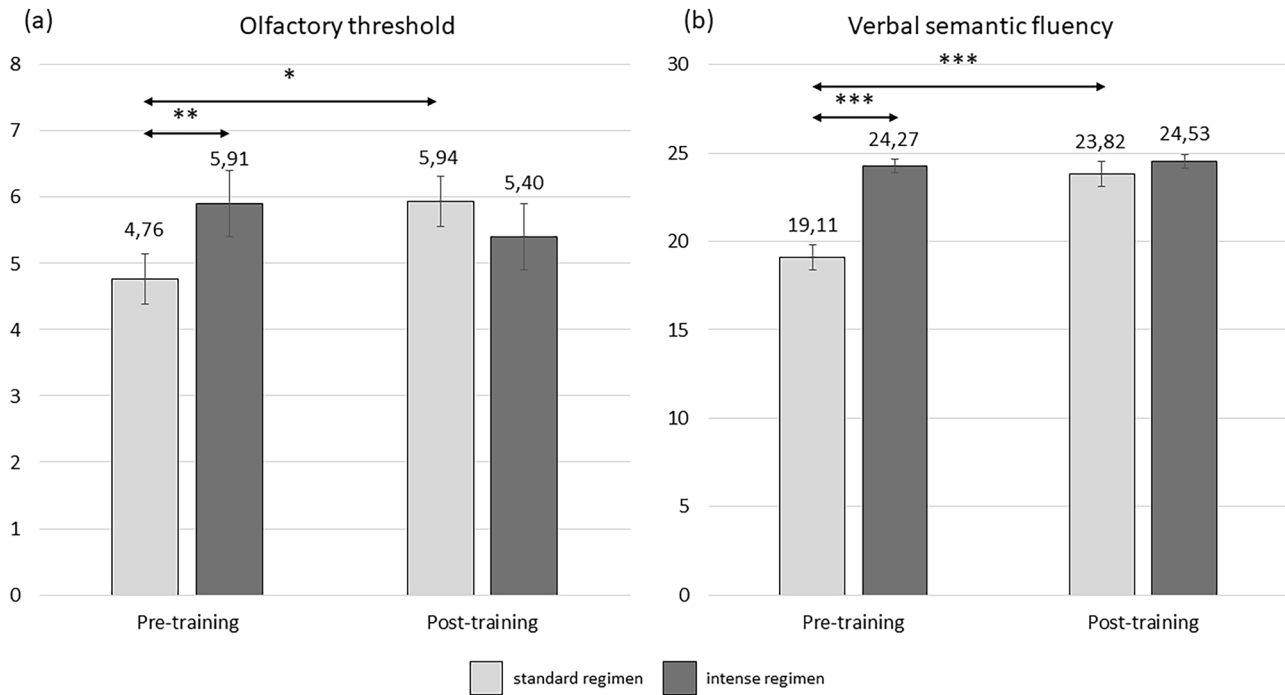 (a)
Olfactory threshold
8
7
6
5
4
3
2
1
0
*
**
4,76
5,91
5,94
5,40
Pre-training
Post-training
(b)
Verbal semantic fluency
30
25
20
15
10
5
0
***
***
19,11
24,27
23,82
24,53
Pre-training
Post-training
standard regimen
intense regimen